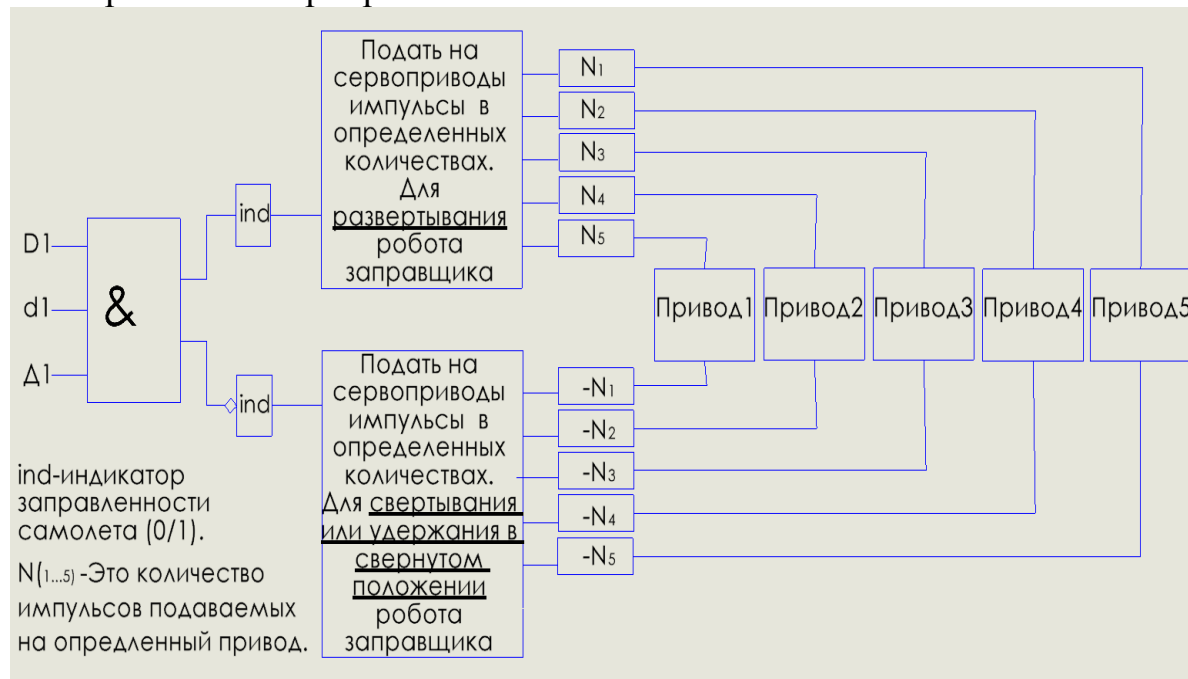 Подать на
сервоприводы
импульсы в
определенных
количествах.
Для
развертывания
робота
заправщика
N1
N2
N3
N4
N5
ind
D1
d1
Д1
&
Привод1
Привод2
Привод3
Привод4
Привод5
ind
Подать на
сервоприводы
импульсы в
определенных
количествах.
Для свертывания
или удержания в
свернутом
положении
робота
заправщика
-N1
-N2
-N3
-N4
-N5
ind-индикатор
заправленности
самолета (0/1).
N(1...5) -Это количество
импульсов подаваемых
на опредленный привод.